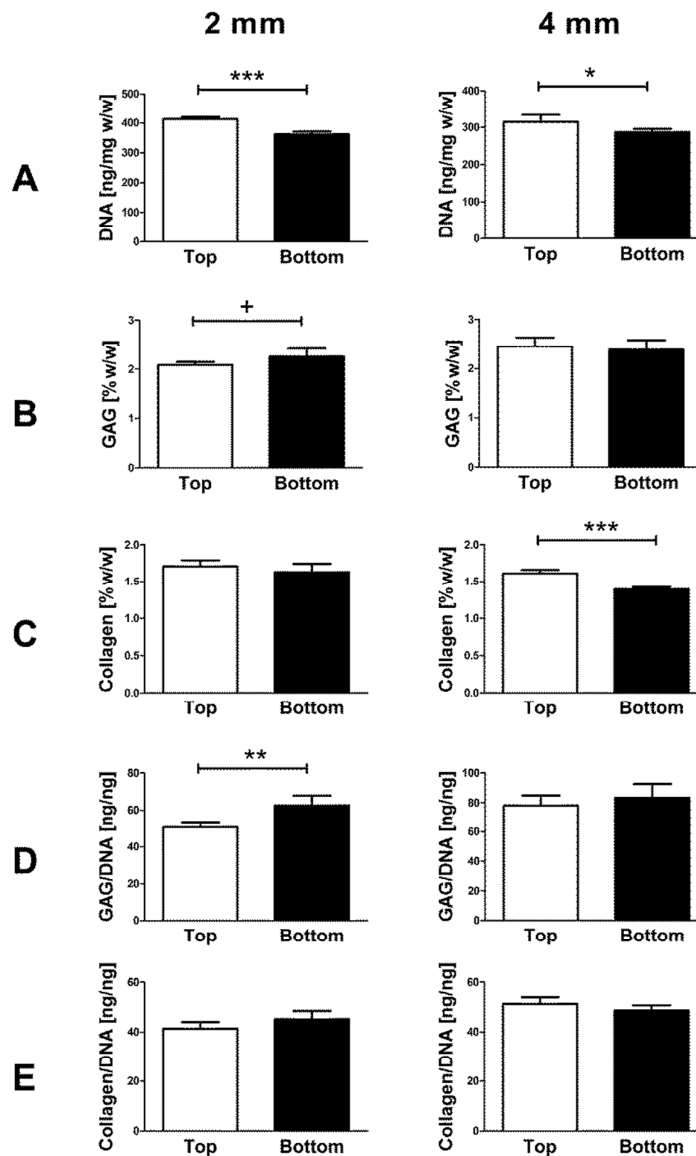 2 mm 4 mm
A
***
DNA [ng/mg w/w]
500
400
300
200
100
0
Top Bottom
*
DNA [ng/mg w/w]
400
300
200
100
0
Top Bottom
B
+
GAG [% w/w]
3
2
1
0
Top Bottom
GAG [% w/w]
3
2
1
0
Top Bottom
C
Collagen [% w/w]
2.0
1.5
1.0
0.5
0.0
Top Bottom
***
Collagen [% w/w]
2.0
1.5
1.0
0.5
0.0
Top Bottom
D
**
GAG/DNA [ng/ng]
80
60
40
20
0
Top Bottom
GAG/DNA [ng/ng]
100
80
60
40
20
0
Top Bottom
E
Collagen/DNA [ng/ng]
60
40
20
0
Top Bottom
Collagen/DNA [ng/ng]
60
40
20
0
Top Bottom